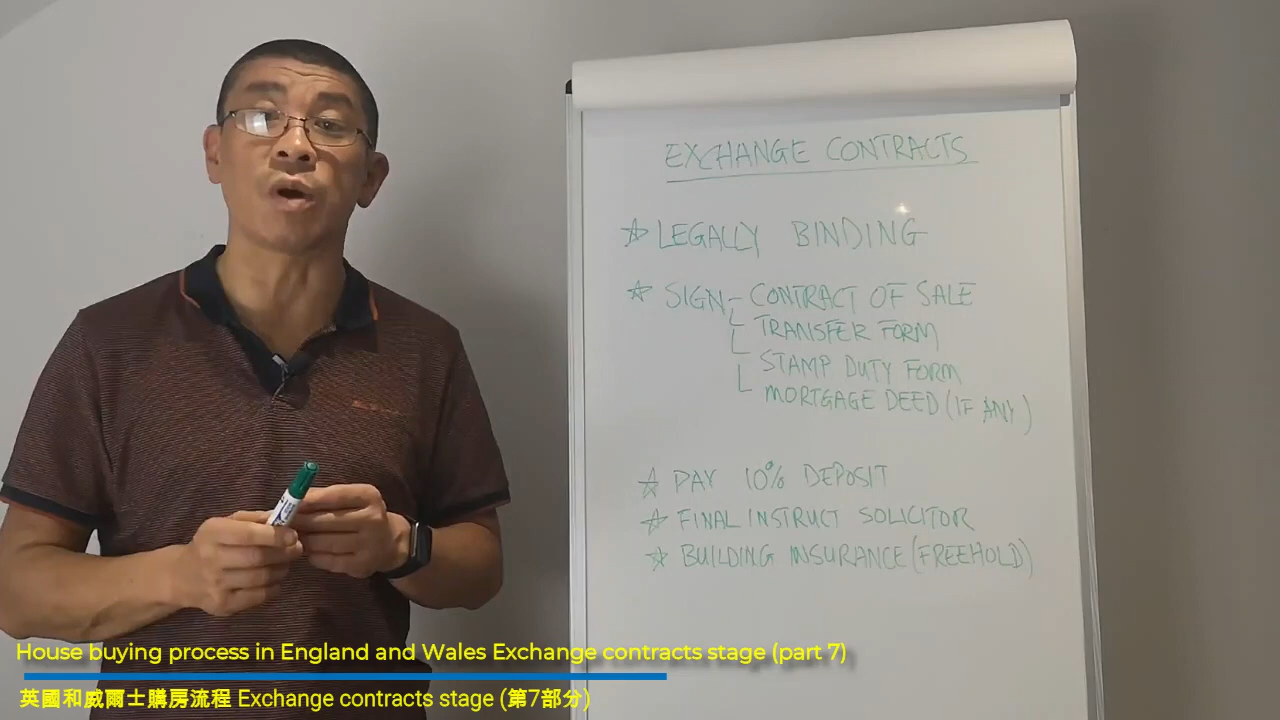 EXCHANGE CONTRACTS
☆ LEGALLY BINDING
☆ SIGN - CONTRACT OF SALE
TRANSFER FORM
STAMP DUTY FORM
MORTGAGE DEED (IF ANY)
☆ PAY 10% DEPOSIT
☆ FINAL INSTRUCT SOLICITOR
☆ BUILDING INSURANCE (FREEHOLD)
House buying process in England and Wales Exchange contracts stage (part 7)
英國和威爾士購房流程 Exchange contracts stage (第7部分)